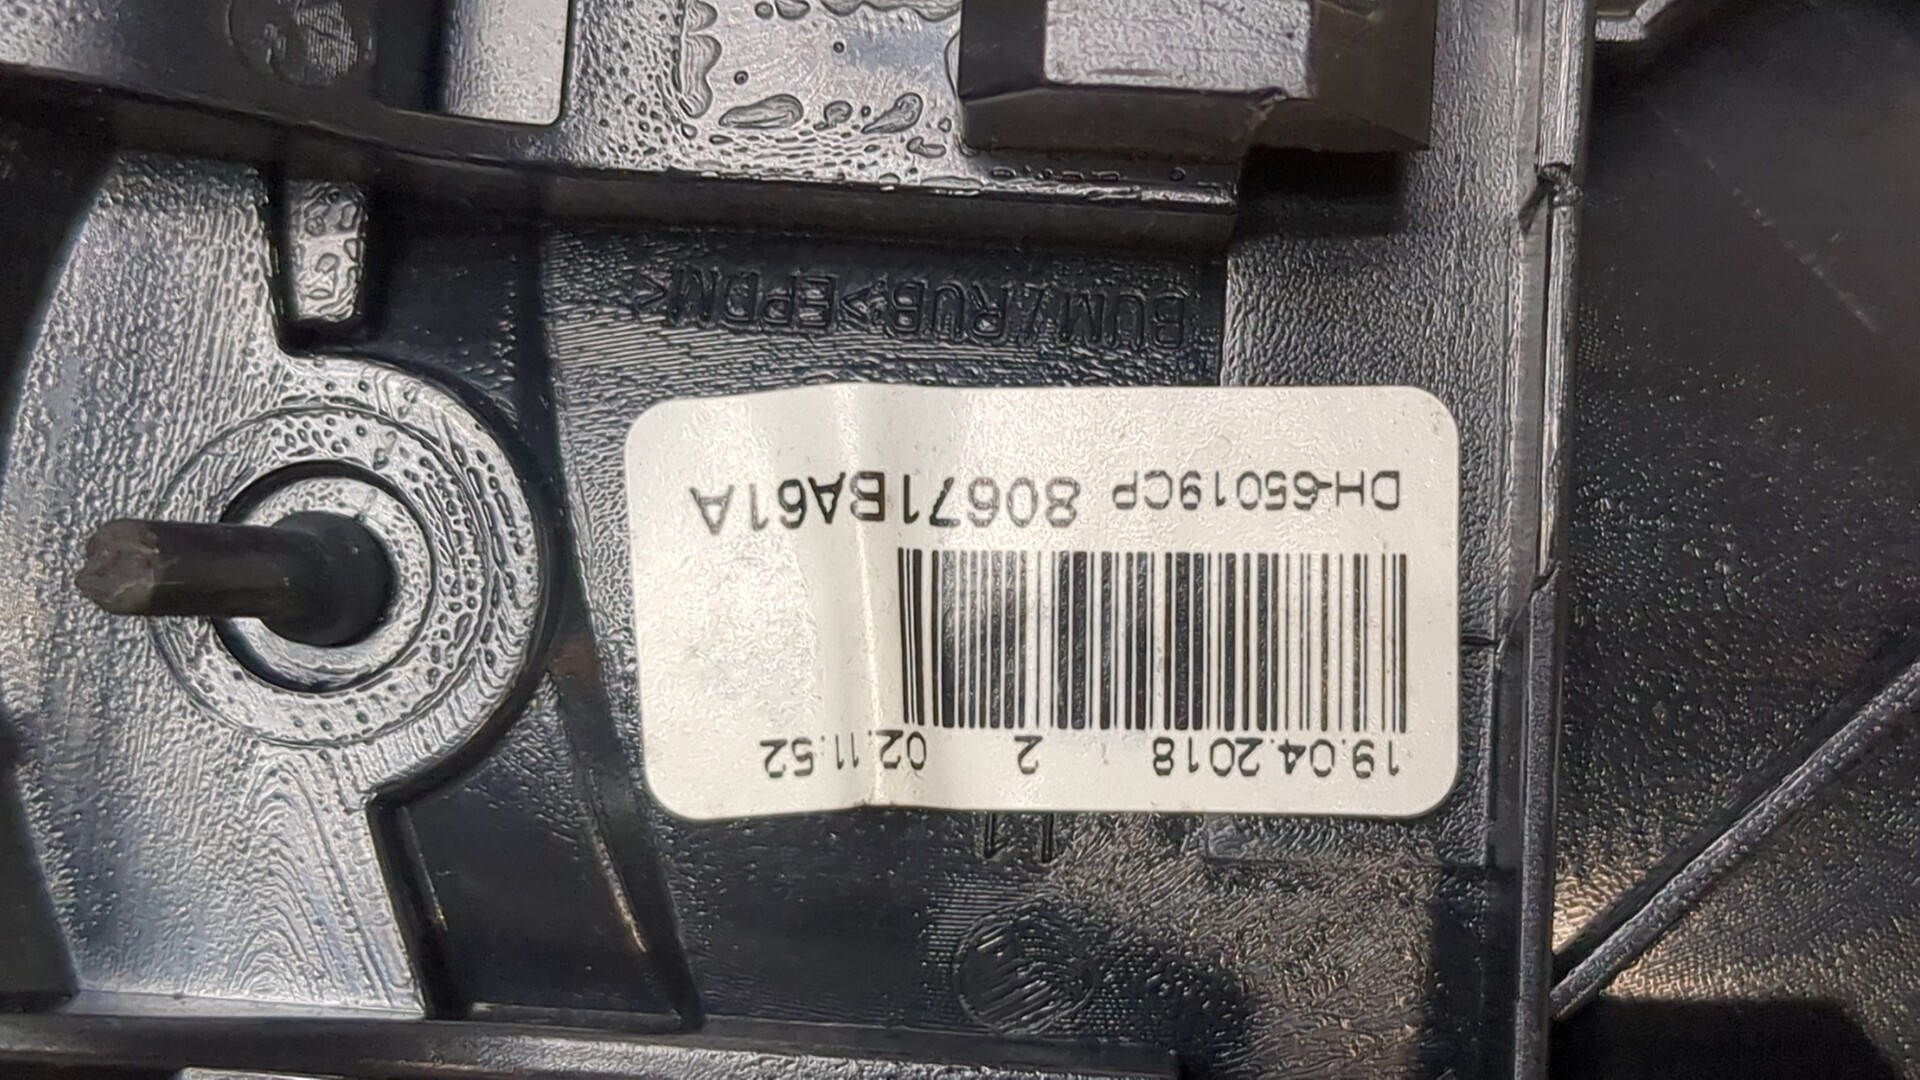 19.04.2018 2 02:11:52
DH-65019CP 80671BA61A
BUM/RUB:>EPDM<